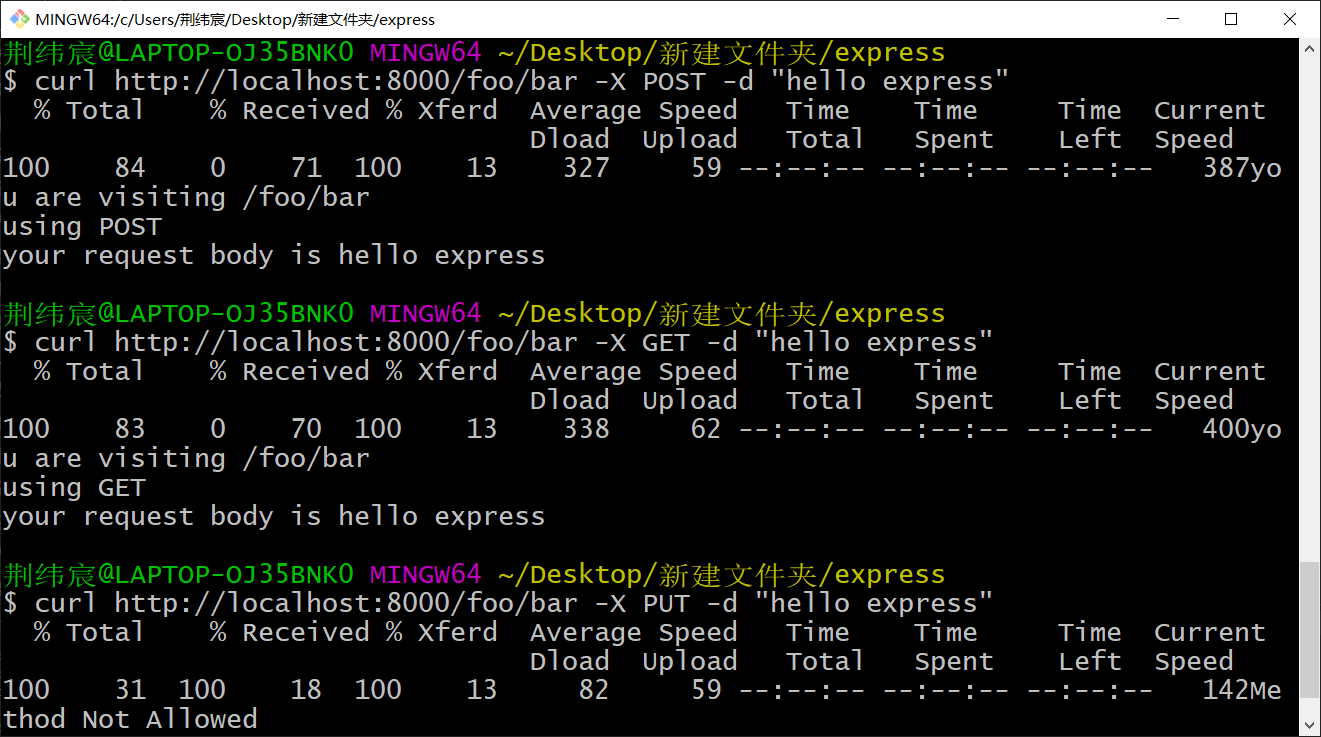 MINGW64:/c/Users/荆纬宸/Desktop/新建文件夹/express
荆纬宸@LAPTOP-OJ35BNK0 MINGW64 ~/Desktop/新建文件夹/express
$ curl http://localhost:8000/foo/bar -X POST -d "hello express"
  % Total    % Received % Xferd  Average Speed   Time    Time     Time  Current
                                 Dload  Upload   Total   Spent    Left  Speed
100    84    0    71  100    13    327     59 --:--:-- --:--:-- --:--:--   387yo
u are visiting /foo/bar
using POST
your request body is hello express
荆纬宸@LAPTOP-OJ35BNK0 MINGW64 ~/Desktop/新建文件夹/express
$ curl http://localhost:8000/foo/bar -X GET -d "hello express"
  % Total    % Received % Xferd  Average Speed   Time    Time     Time  Current
                                 Dload  Upload   Total   Spent    Left  Speed
100    83    0    70  100    13    338     62 --:--:-- --:--:-- --:--:--   400yo
u are visiting /foo/bar
using GET
your request body is hello express
荆纬宸@LAPTOP-OJ35BNK0 MINGW64 ~/Desktop/新建文件夹/express
$ curl http://localhost:8000/foo/bar -X PUT -d "hello express"
  % Total    % Received % Xferd  Average Speed   Time    Time     Time  Current
                                 Dload  Upload   Total   Spent    Left  Speed
100    31  100    18  100    13     82     59 --:--:-- --:--:-- --:--:--   142Me
thod Not Allowed